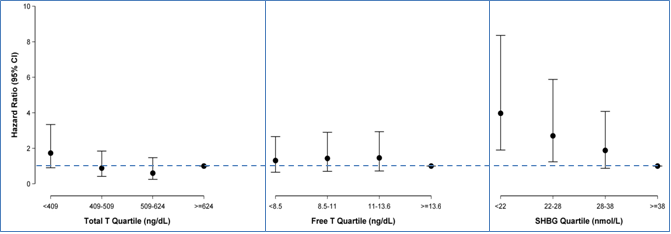 Hazard Ratio (95% CI)
10
8
6
4
2
0
<409 409-509 509-624 >=624
Total T Quartile (ng/dL)
<8.5 8.5-11 11-13.6 >=13.6
Free T Quartile (ng/dL)
<22 22-28 28-38 >=38
SHBG Quartile (nmol/L)